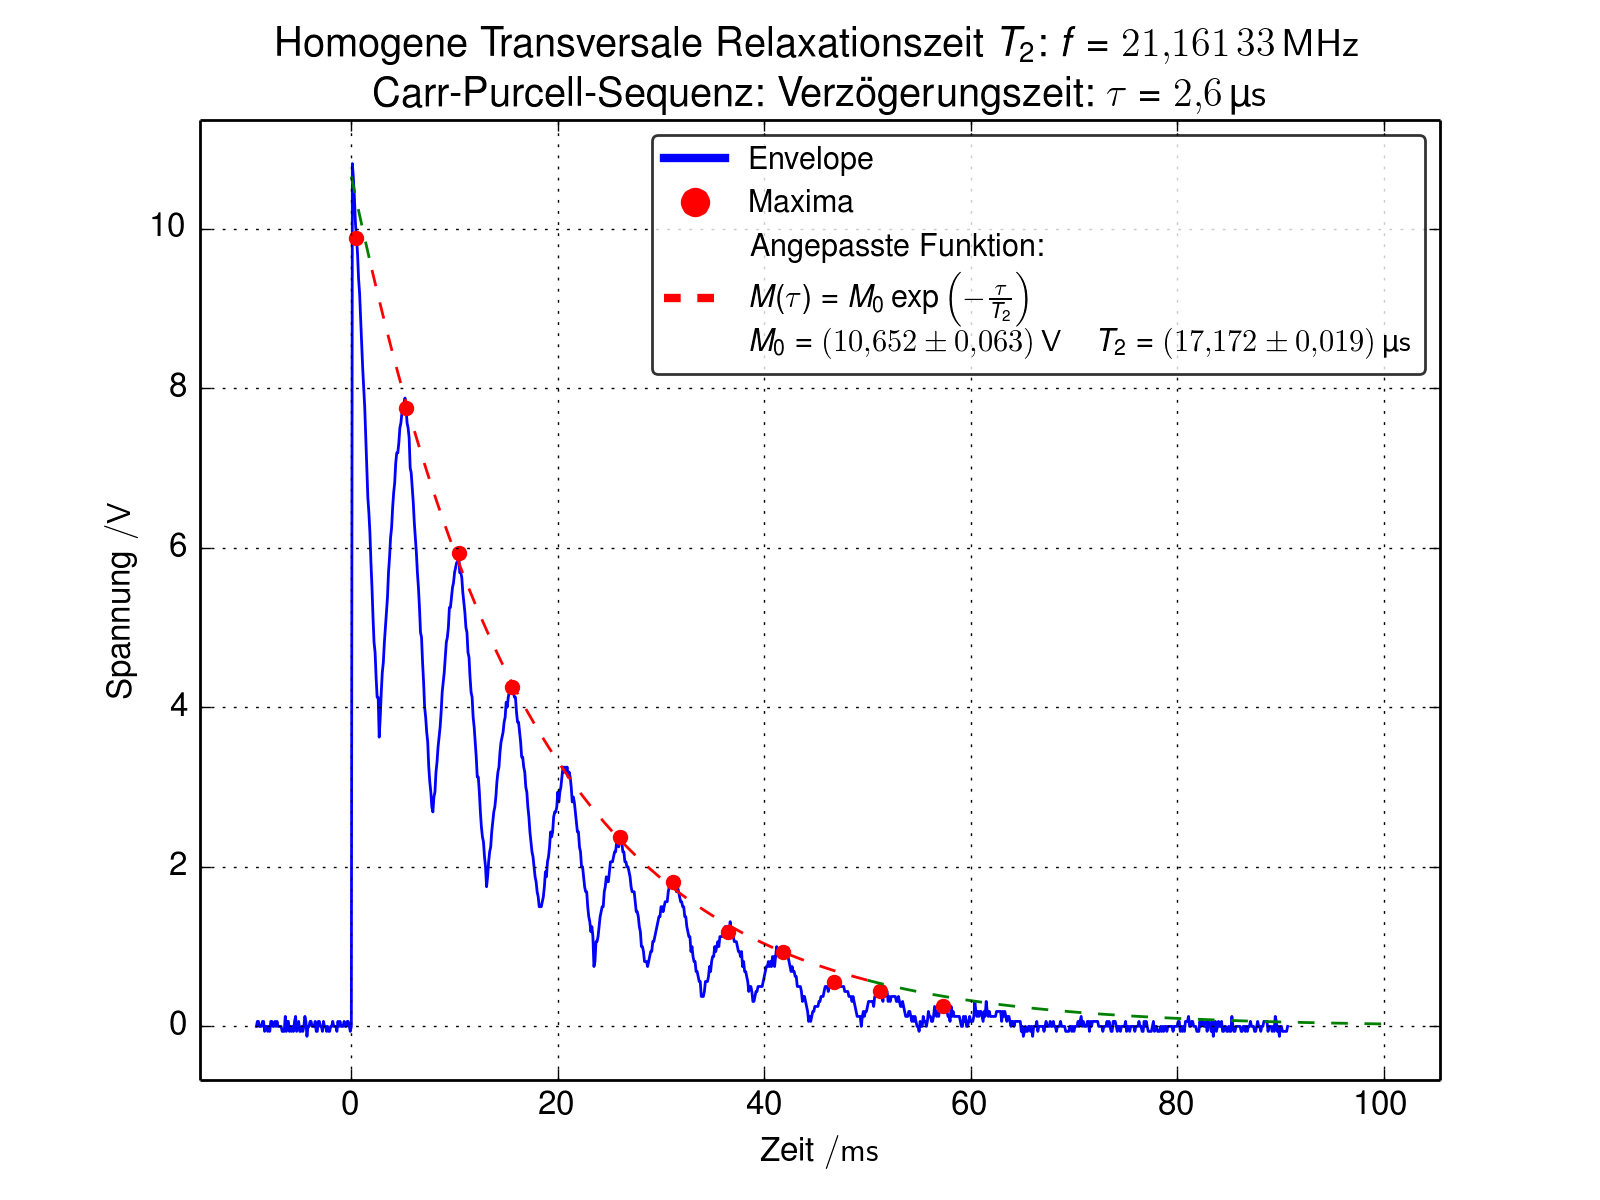 Homogene Transversale Relaxationszeit T₂: f = 21,161 33 MHz
Carr-Purcell-Sequenz: Verzögerungszeit: τ = 2,6 µs
Envelope
Maxima
Angepasste Funktion:
M(τ) = M₀ exp(−τ/T₂)
M₀ = (10,652 ± 0,063) V T₂ = (17,172 ± 0,019) µs
10
8
6
4
2
0
Spannung /V
0 20 40 60 80 100
Zeit /ms